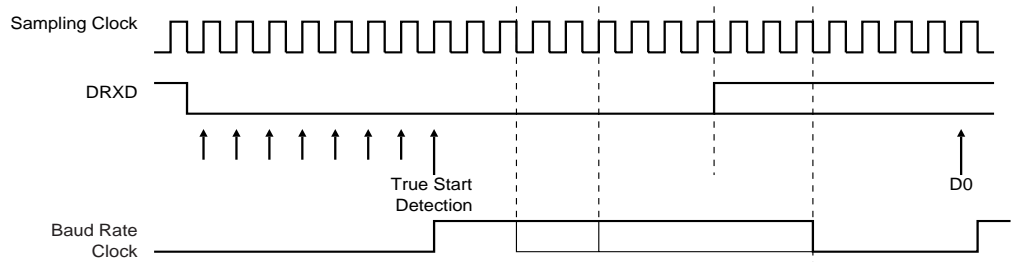 Sampling Clock
DRXD
True Start
Detection
D0
Baud Rate
Clock